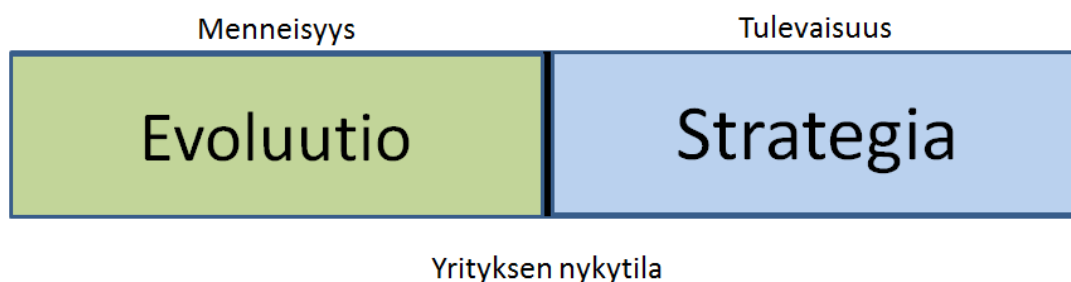 Menneisyys
Tulevaisuus
Evoluutio
Strategia
Yrityksen nykytila